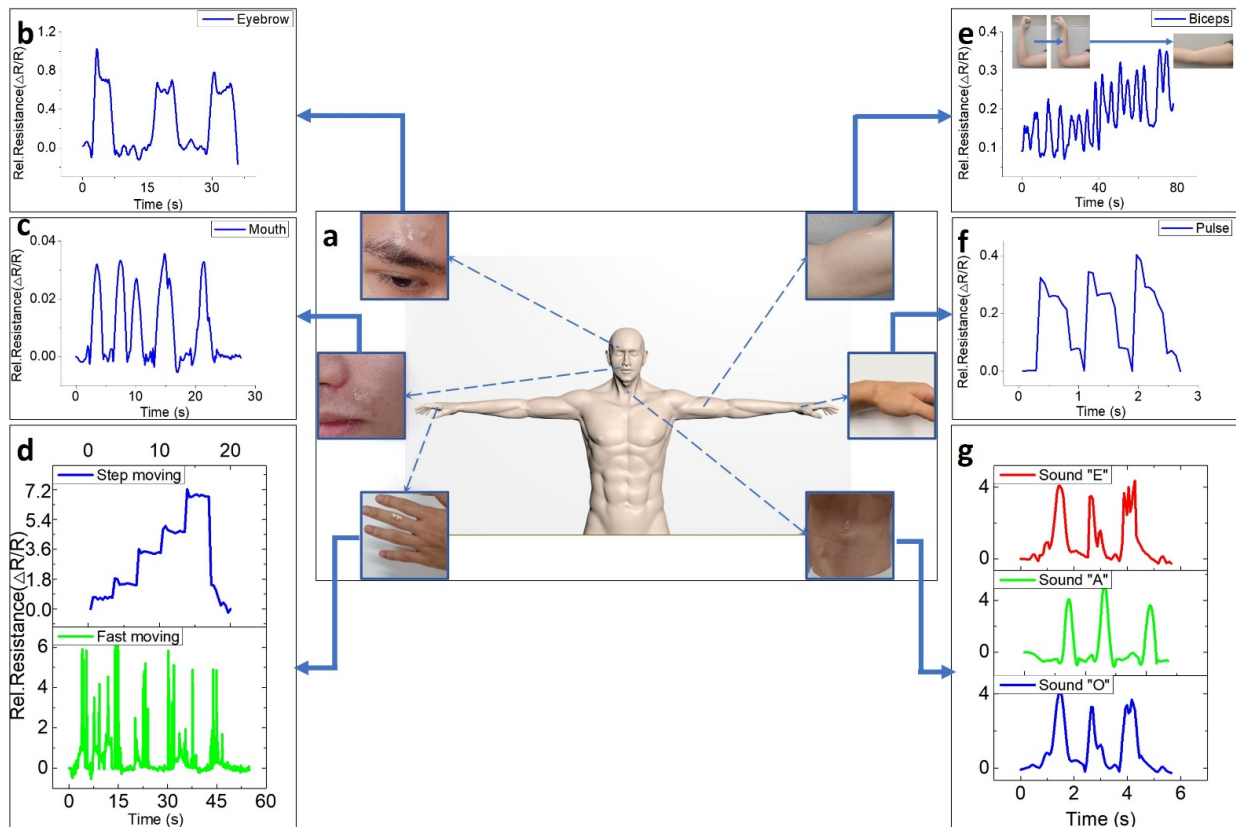 b
Eyebrow
Rel.Resistance(△R/R)
1.2
0.8
0.4
0.0
0
15
30
Time (s)
c
Mouth
Rel.Resistance(△R/R)
0.04
0.02
0.00
0
10
20
30
Time (s)
d
0
10
20
Step moving
7.2
5.4
3.6
1.8
0.0
Rel.Resistance(△R/R)
Fast moving
6
4
2
0
0
15
30
45
60
Time (s)
a
e
Biceps
Rel.Resistance(△R/R)
0.4
0.3
0.2
0.1
0
40
80
Time (s)
f
Pulse
Rel.Resistance(△R/R)
0.4
0.2
0.0
0
1
2
3
Time (s)
g
Sound "E"
4
0
Sound "A"
4
0
Sound "O"
4
0
0
2
4
6
Time (s)